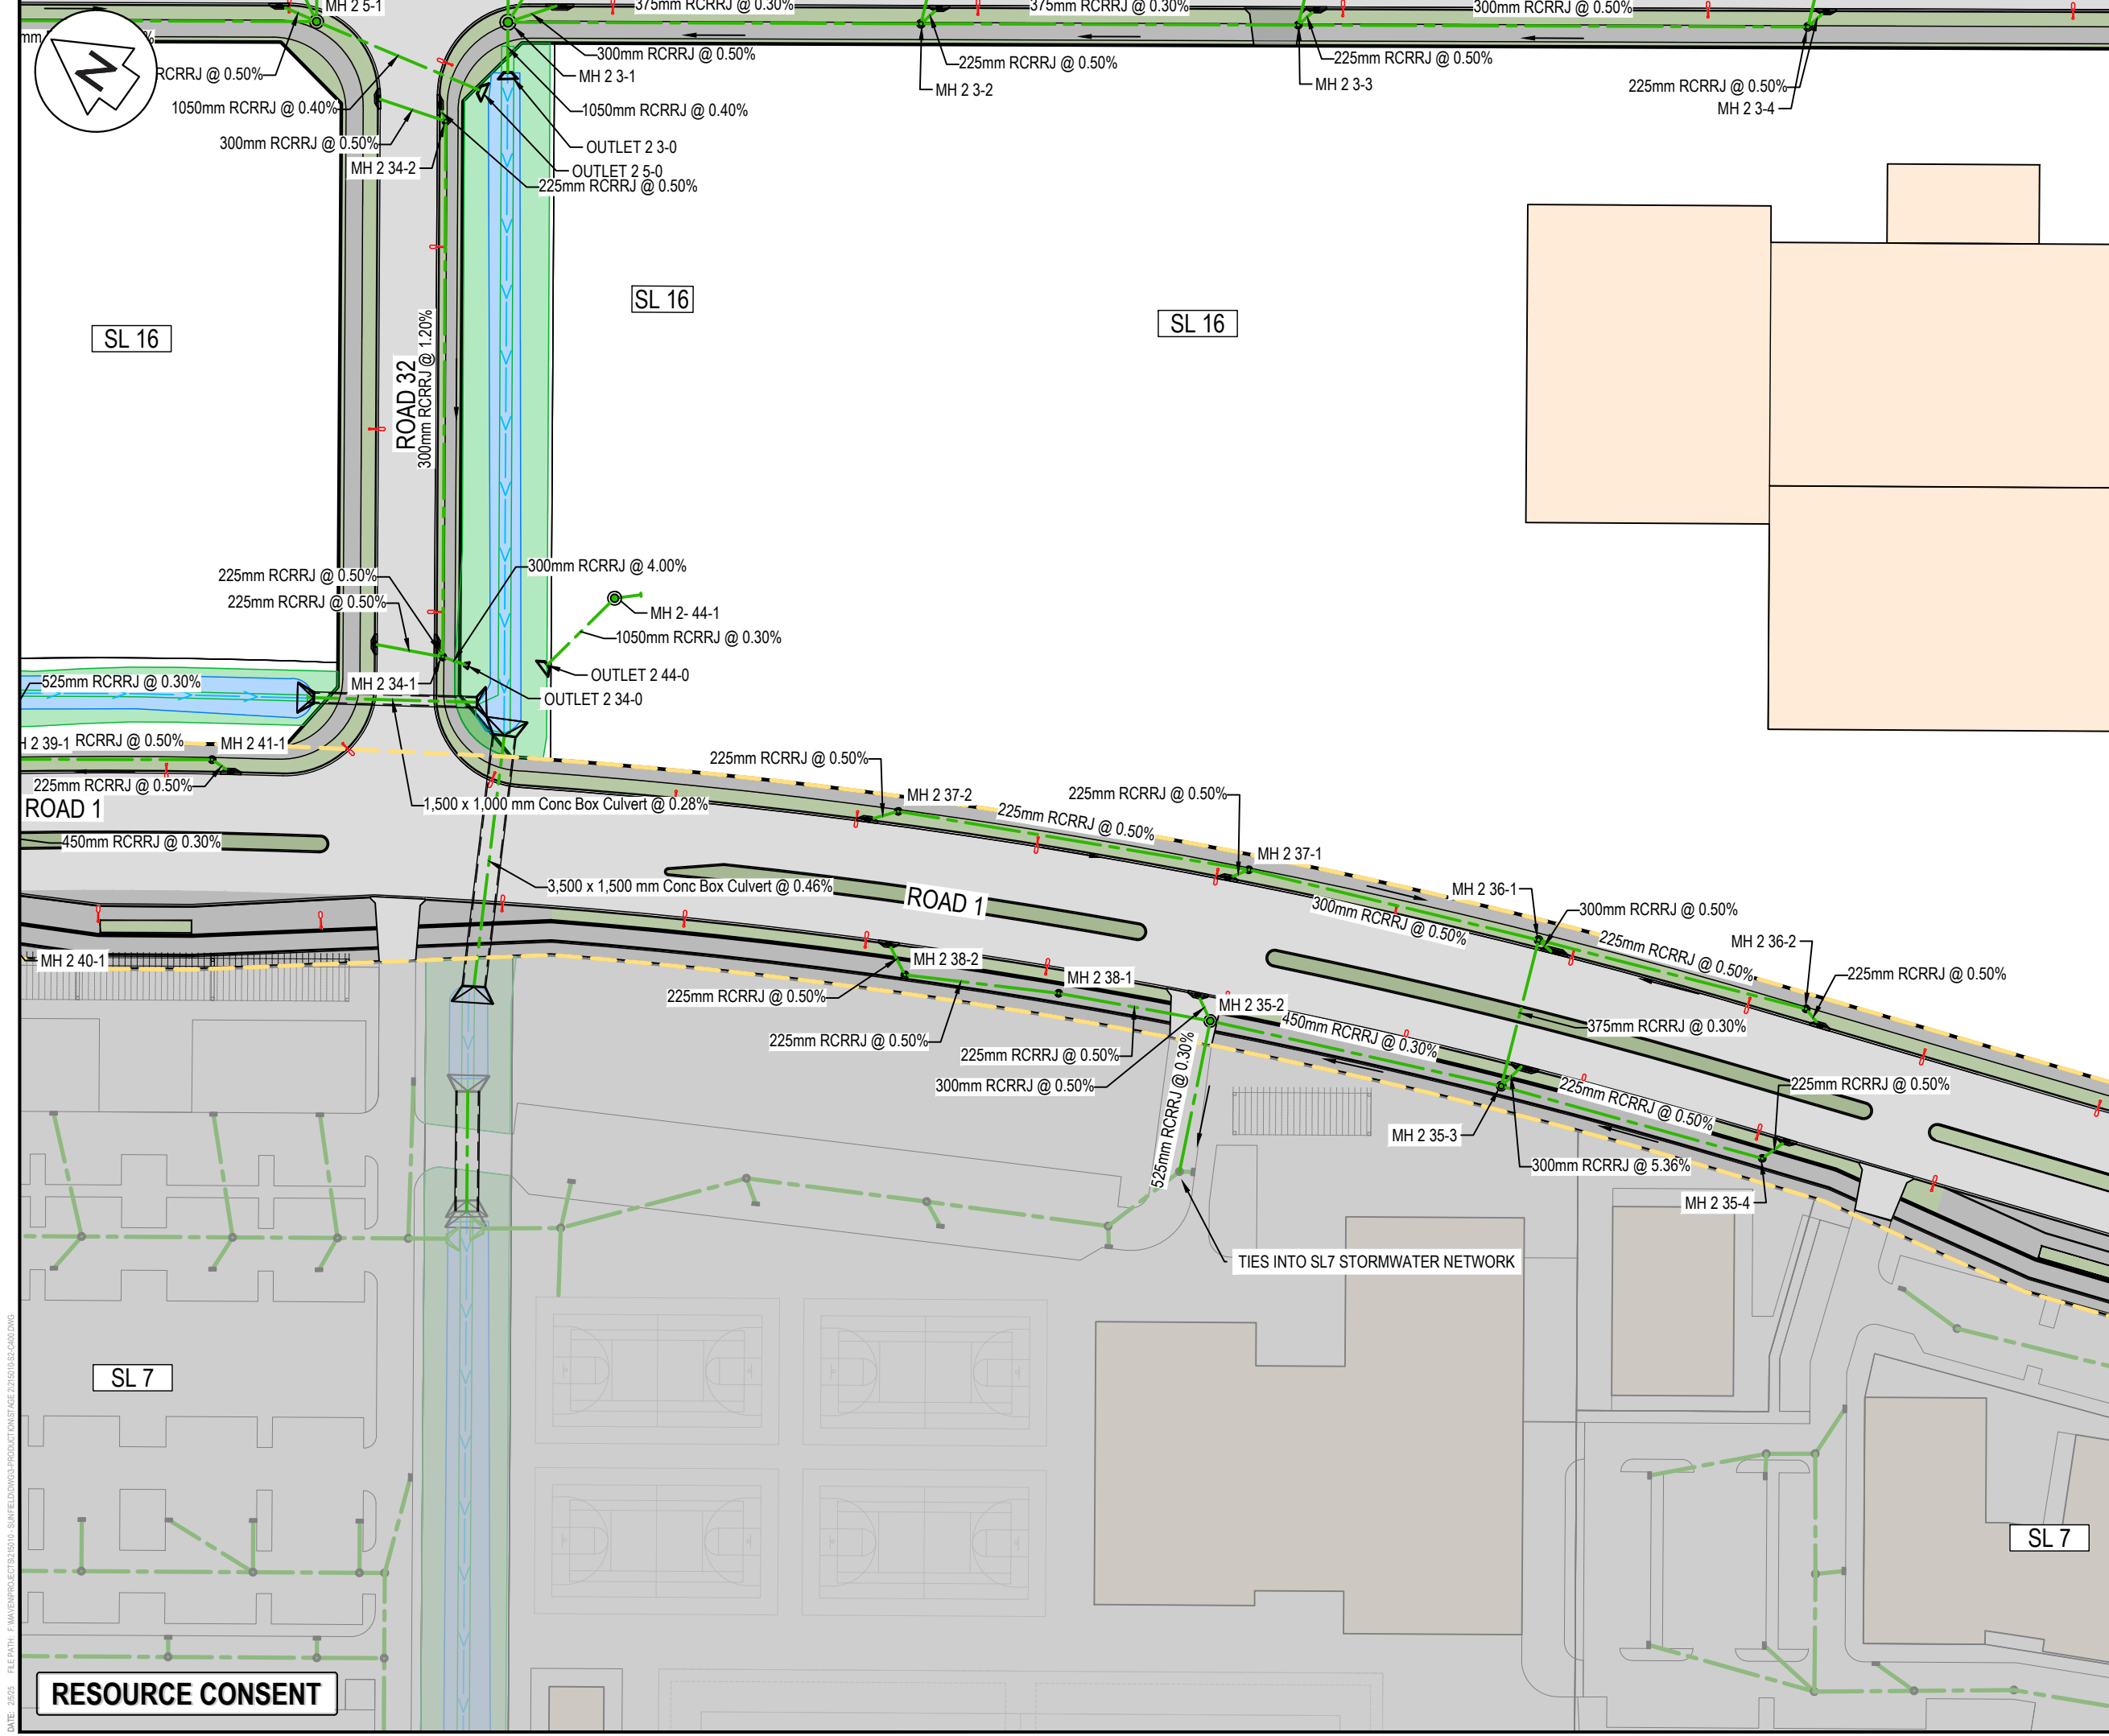 MH 2 5-1
375mm RCRRJ @ 0.30%
375mm RCRRJ @ 0.30%
300mm RCRRJ @ 0.50%
N
RCRRJ @ 0.50%
300mm RCRRJ @ 0.50%
MH 2 3-1
225mm RCRRJ @ 0.50%
MH 2 3-2
225mm RCRRJ @ 0.50%
MH 2 3-3
225mm RCRRJ @ 0.50%
MH 2 3-4
1050mm RCRRJ @ 0.40%
1050mm RCRRJ @ 0.40%
300mm RCRRJ @ 0.50%
OUTLET 2 3-0
MH 2 34-2
OUTLET 2 5-0
225mm RCRRJ @ 0.50%
SL 16
SL 16
SL 16
ROAD 32
300mm RCRRJ @ 1.20%
225mm RCRRJ @ 0.50%
300mm RCRRJ @ 4.00%
225mm RCRRJ @ 0.50%
MH 2- 44-1
1050mm RCRRJ @ 0.30%
525mm RCRRJ @ 0.30%
MH 2 34-1
OUTLET 2 44-0
OUTLET 2 34-0
2 39-1
RCRRJ @ 0.50%
MH 2 41-1
225mm RCRRJ @ 0.50%
225mm RCRRJ @ 0.50%
MH 2 37-2
225mm RCRRJ @ 0.50%
225mm RCRRJ @ 0.50%
ROAD 1
1,500 x 1,000 mm Conc Box Culvert @ 0.28%
450mm RCRRJ @ 0.30%
MH 2 37-1
3,500 x 1,500 mm Conc Box Culvert @ 0.46%
ROAD 1
MH 2 36-1
300mm RCRRJ @ 0.50%
300mm RCRRJ @ 0.50%
225mm RCRRJ @ 0.50%
MH 2 36-2
225mm RCRRJ @ 0.50%
MH 2 40-1
MH 2 38-2
MH 2 38-1
225mm RCRRJ @ 0.50%
MH 2 35-2
450mm RCRRJ @ 0.30%
375mm RCRRJ @ 0.30%
225mm RCRRJ @ 0.50%
225mm RCRRJ @ 0.50%
300mm RCRRJ @ 0.50%
525mm RCRRJ @ 0.30%
225mm RCRRJ @ 0.50%
225mm RCRRJ @ 0.50%
MH 2 35-3
300mm RCRRJ @ 5.36%
MH 2 35-4
TIES INTO SL7 STORMWATER NETWORK
SL 7
SL 7
RESOURCE CONSENT